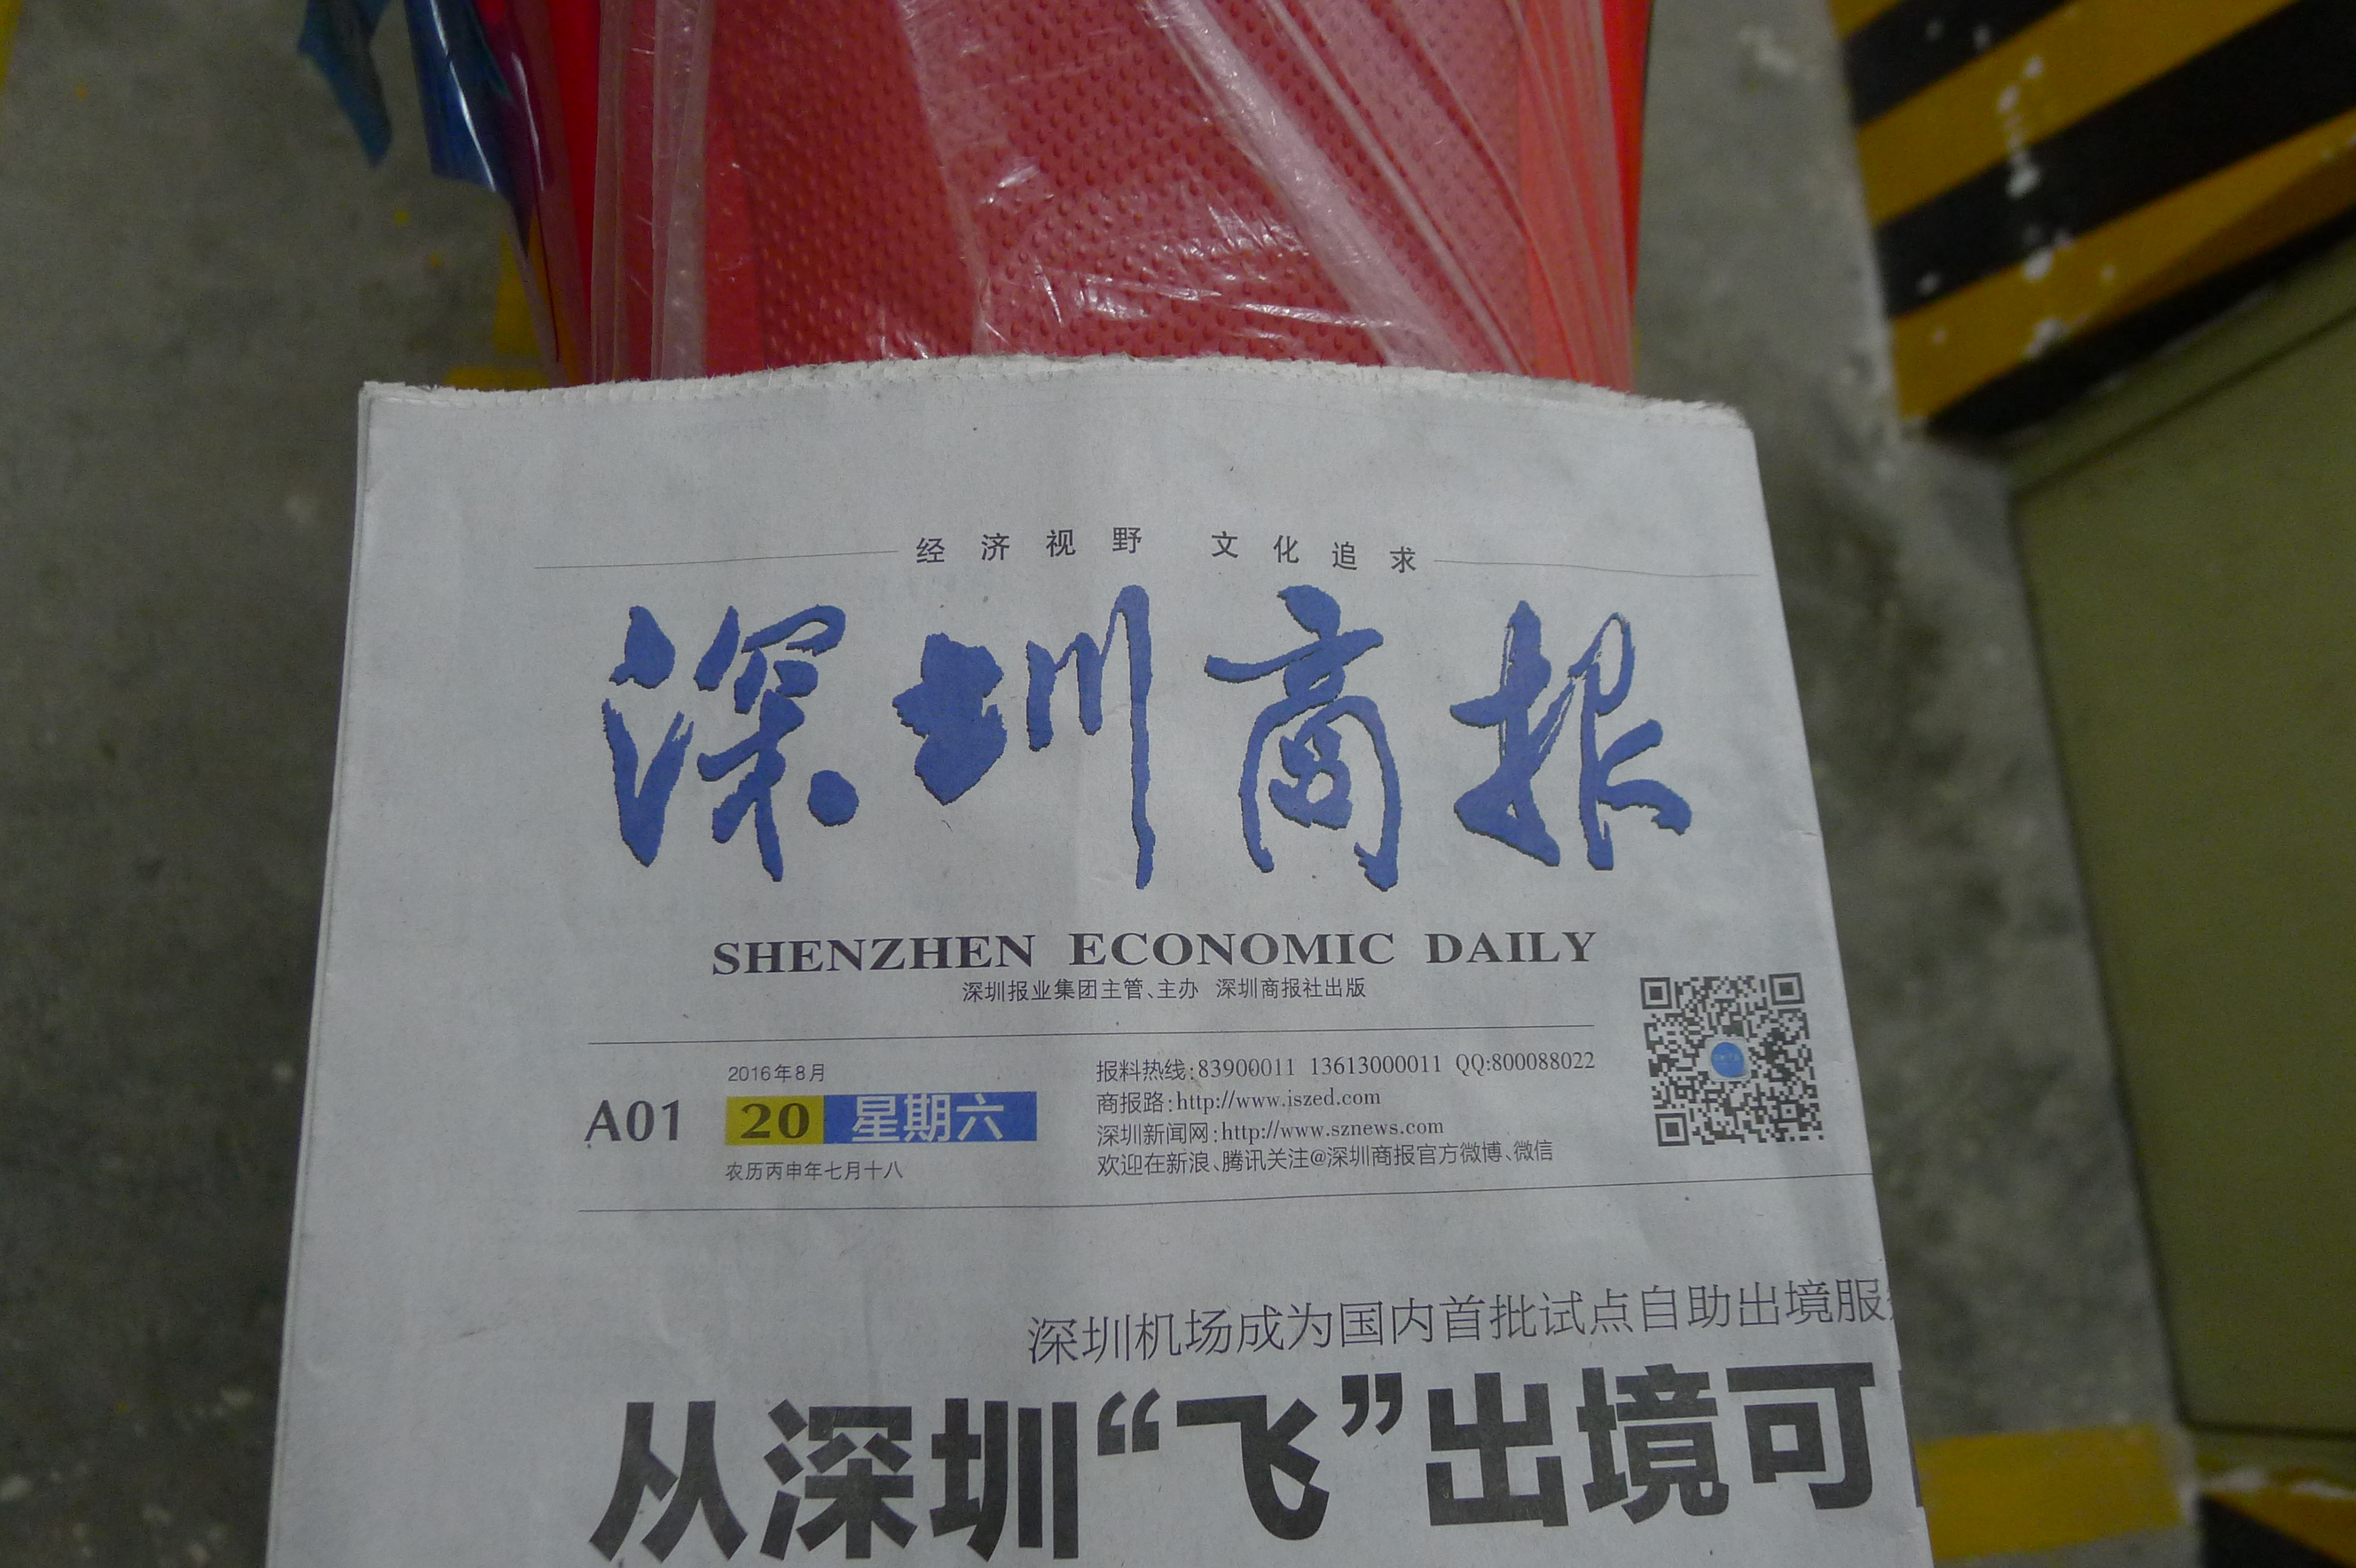 经济视野 文化追求
深圳商报
SHENZHEN ECONOMIC DAILY
深圳报业集团主管、主办 深圳商报社出版
A01
2016年8月
20 星期六
农历丙申年七月十八
报料热线:83900011 13613000011 QQ:800088022
商报路:http://www.iszed.com
深圳新闻网:http://www.sznews.com
欢迎在新浪、腾讯关注@深圳商报官方微博、微信
深圳机场成为国内首批试点自助出境服
从深圳“飞”出境可